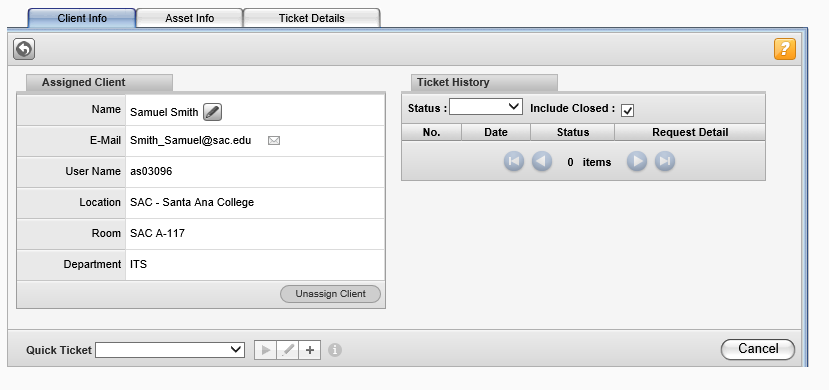 Client Info Asset Info Ticket Details
?
Assigned Client
Name Samuel Smith
E-Mail Smith_Samuel@sac.edu
User Name as03096
Location SAC - Santa Ana College
Room SAC A-117
Department ITS
Unassign Client
Ticket History
Status : Include Closed :
No. Date Status Request Detail
0 items
Quick Ticket
Cancel